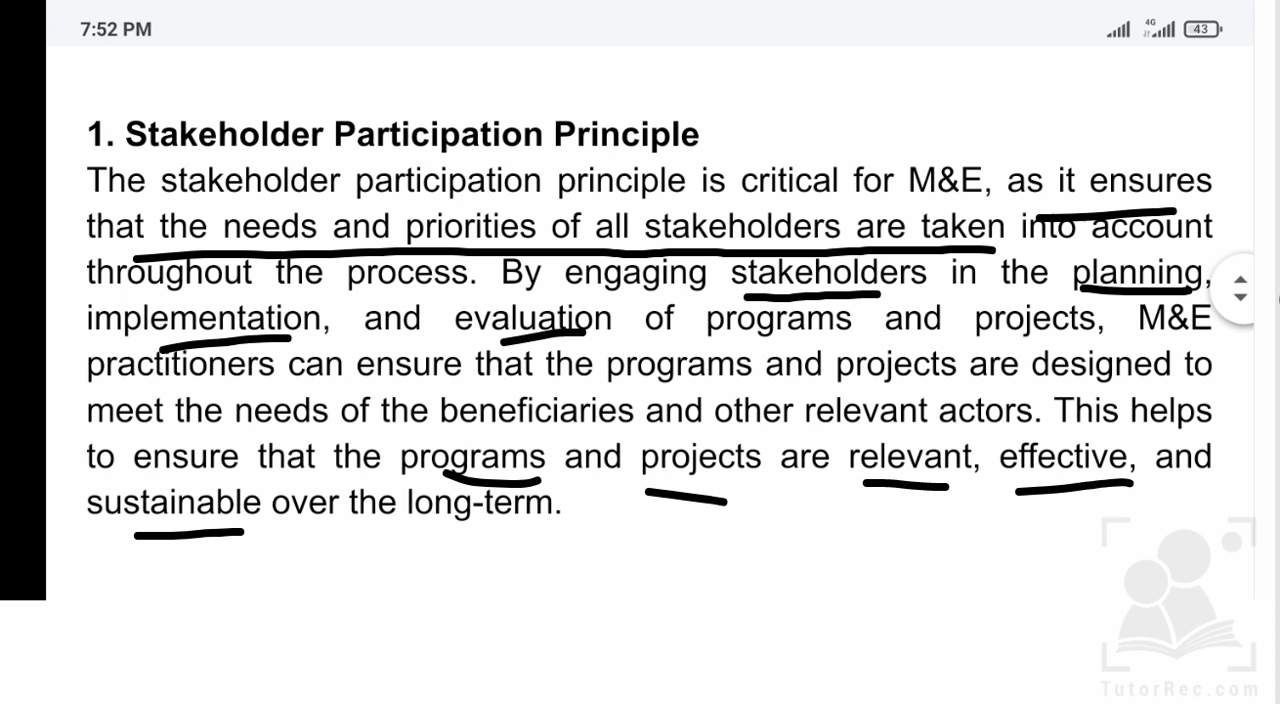 7:52 PM
4G
43
1. Stakeholder Participation Principle
The stakeholder participation principle is critical for M&E, as it ensures
that the needs and priorities of all stakeholders are taken into account
throughout the process. By engaging stakeholders in the planning,
implementation, and evaluation of programs and projects, M&E
practitioners can ensure that the programs and projects are designed to
meet the needs of the beneficiaries and other relevant actors. This helps
to ensure that the programs and projects are relevant, effective, and
sustainable over the long-term.
TutorRec.com